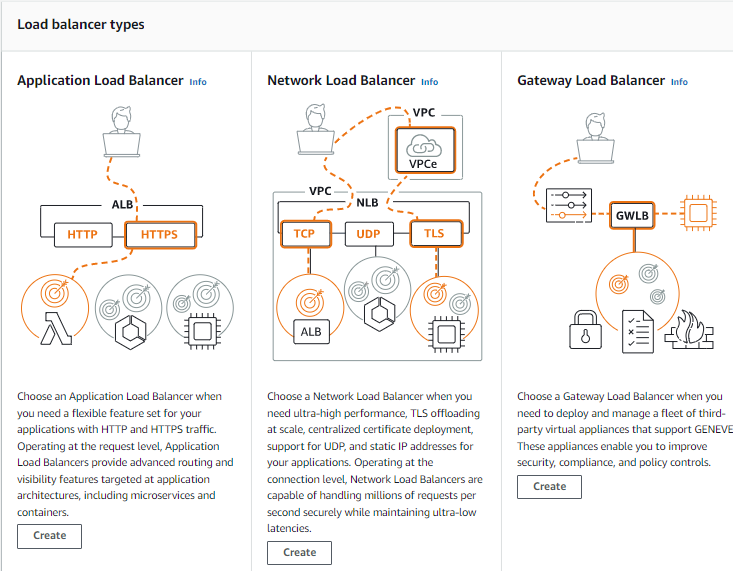 Load balancer types
Application Load Balancer Info
ALB
HTTP
HTTPS
Choose an Application Load Balancer when
you need a flexible feature set for your
applications with HTTP and HTTPS traffic.
Operating at the request level, Application
Load Balancers provide advanced routing and
visibility features targeted at application
architectures, including microservices and
containers.
Create
Network Load Balancer Info
VPC
VPCe
VPC
NLB
TCP
UDP
TLS
ALB
Choose a Network Load Balancer when you
need ultra-high performance, TLS offloading
at scale, centralized certificate deployment,
support for UDP, and static IP addresses for
your applications. Operating at the
connection level, Network Load Balancers are
capable of handling millions of requests per
second securely while maintaining ultra-low
latencies.
Create
Gateway Load Balancer Info
GWLB
Choose a Gateway Load Balancer when you
need to deploy and manage a fleet of third-
party virtual appliances that support GENEVE
These appliances enable you to improve
security, compliance, and policy controls.
Create